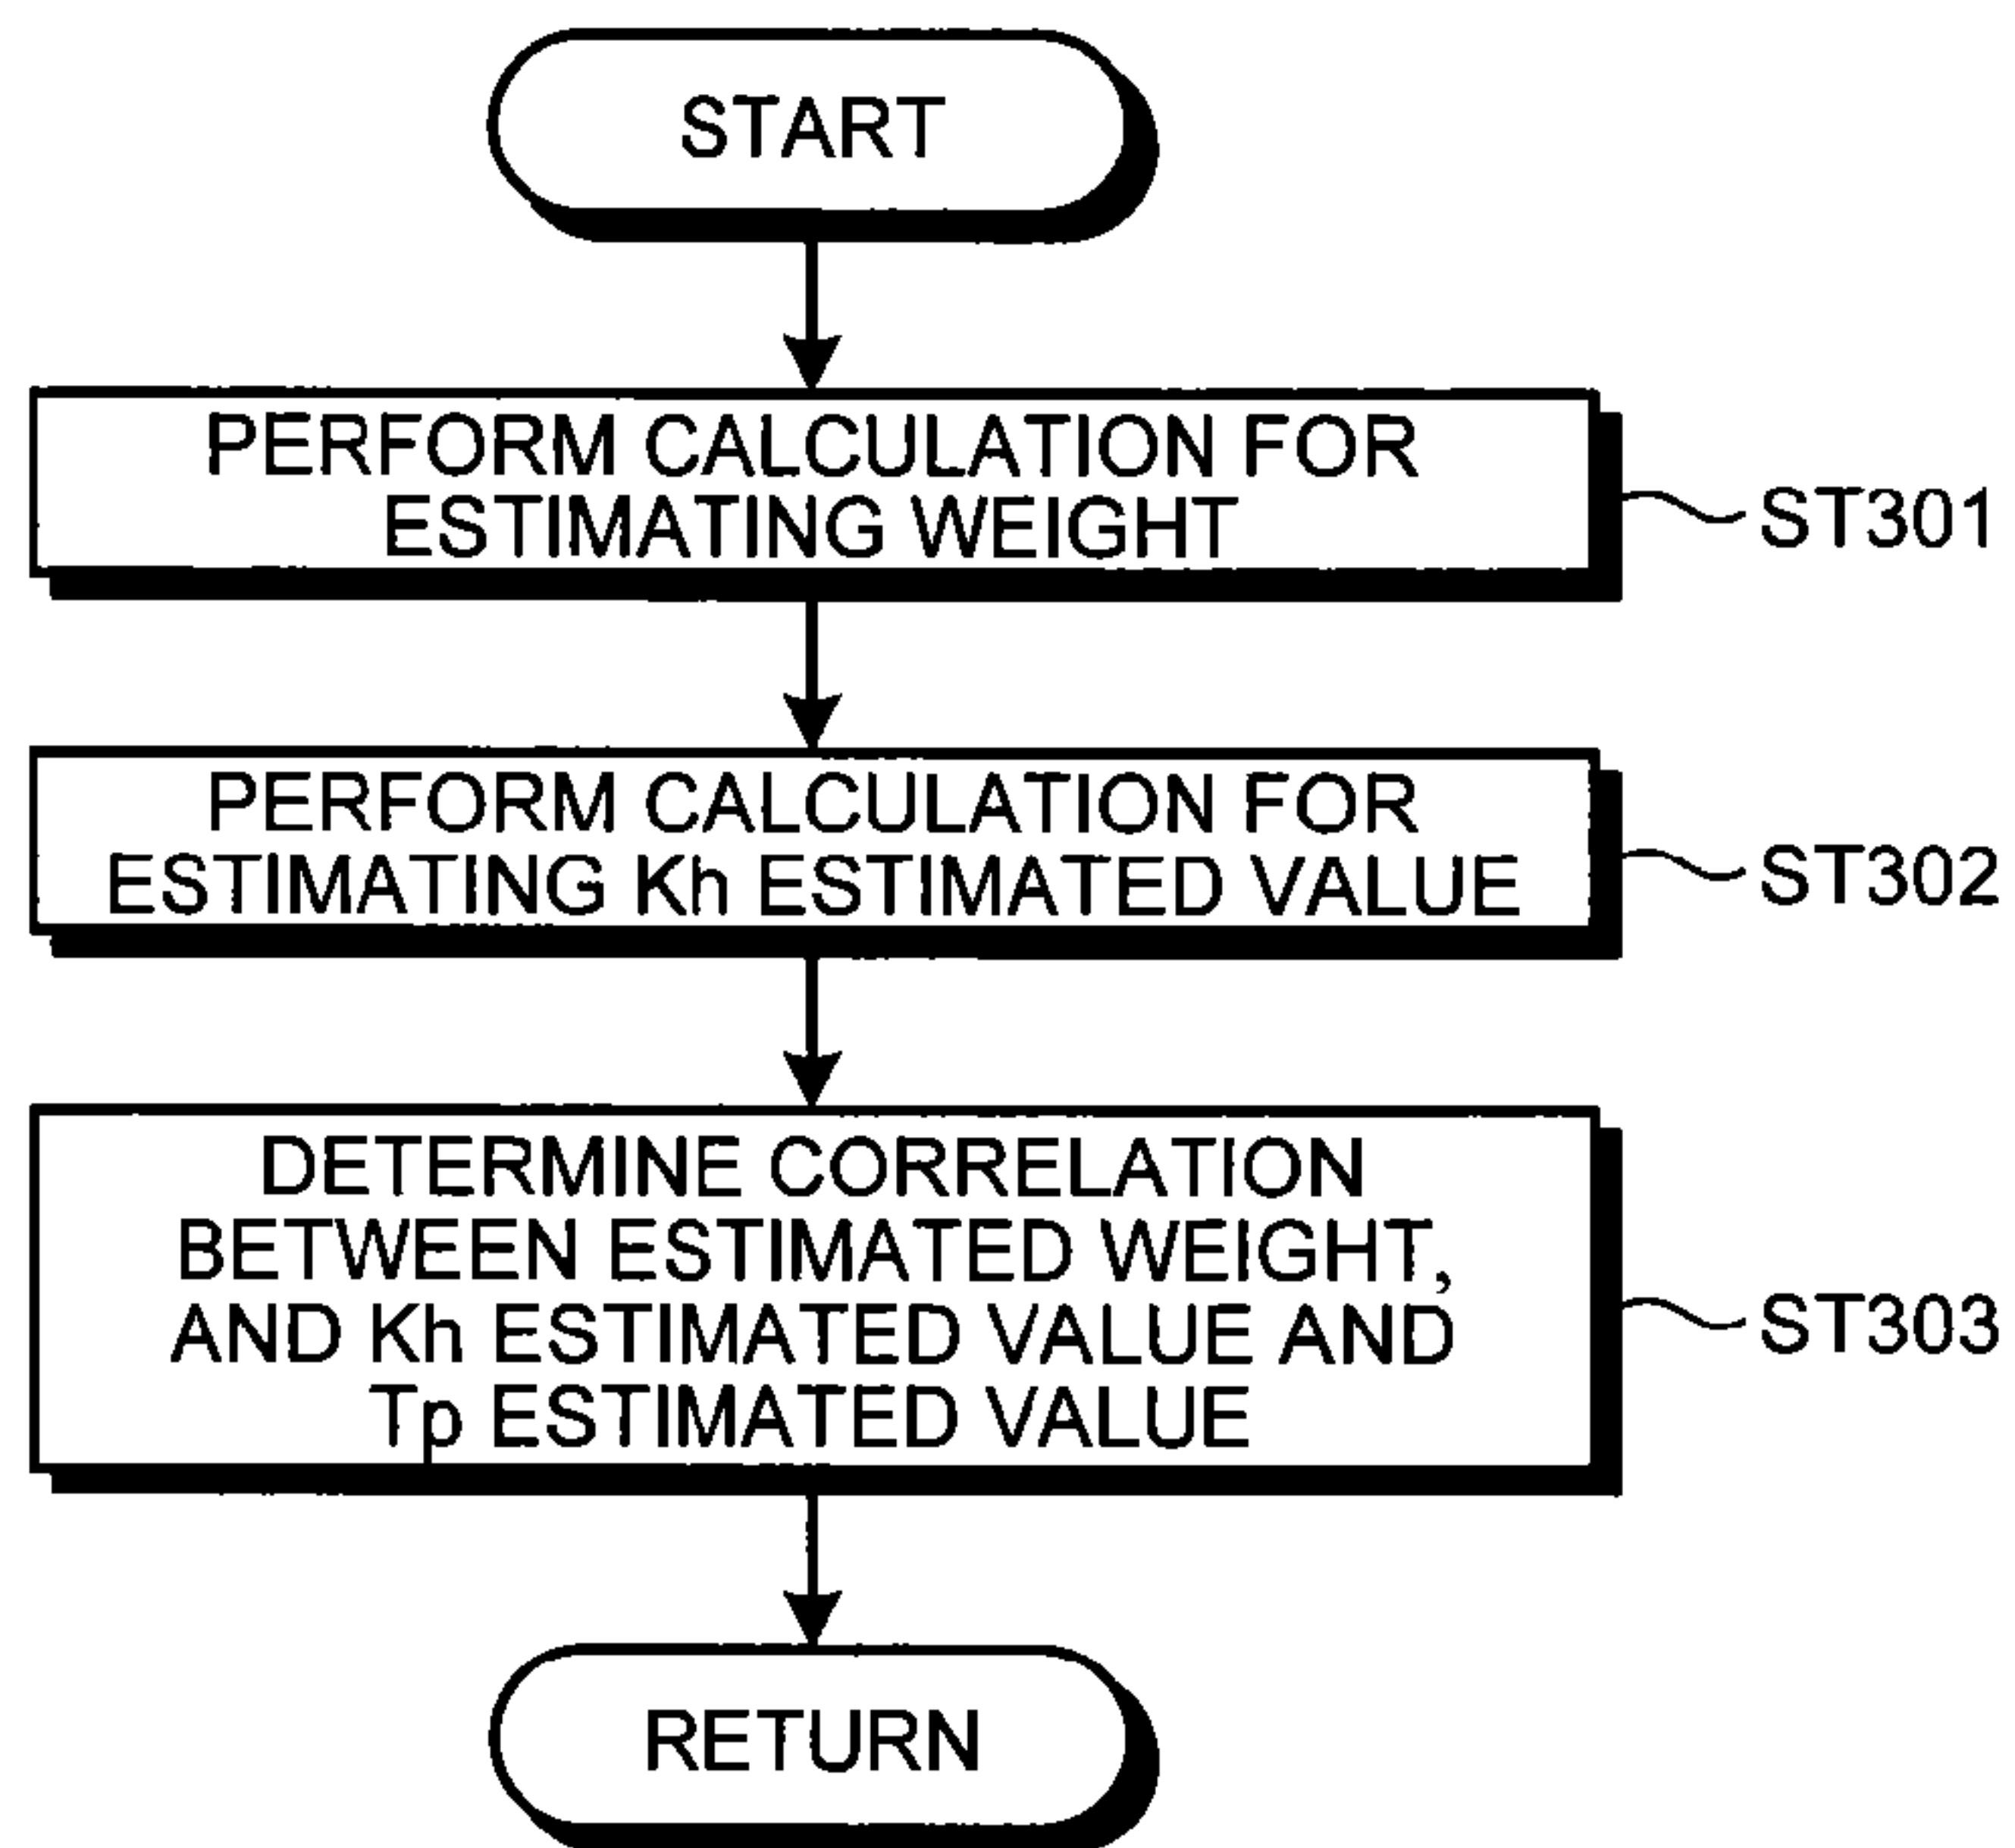 START
PERFORM CALCULATION FOR
ESTIMATING WEIGHT
ST301
PERFORM CALCULATION FOR
ESTIMATING Kh ESTIMATED VALUE
ST302
DETERMINE CORRELATION
BETWEEN ESTIMATED WEIGHT,
AND Kh ESTIMATED VALUE AND
Tp ESTIMATED VALUE
ST303
RETURN